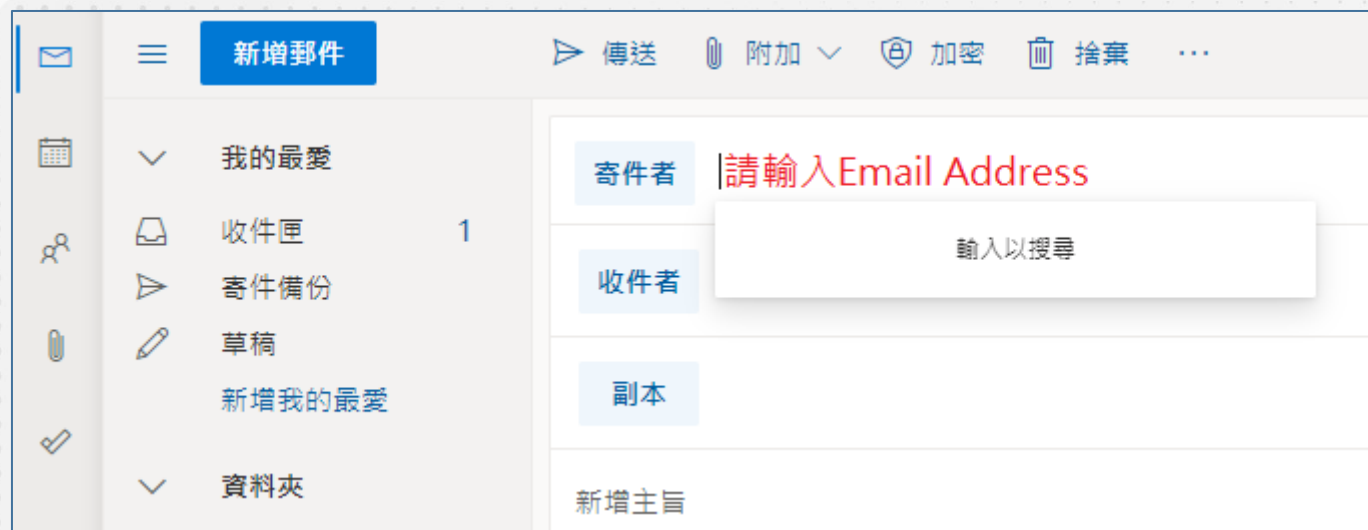 新增郵件
傳送 附加 加密 捨棄 ...
我的最愛
寄件者 請輸入Email Address
收件匣 1
輸入以搜尋
收件者
寄件備份
草稿
副本
新增我的最愛
資料夾
新增主旨